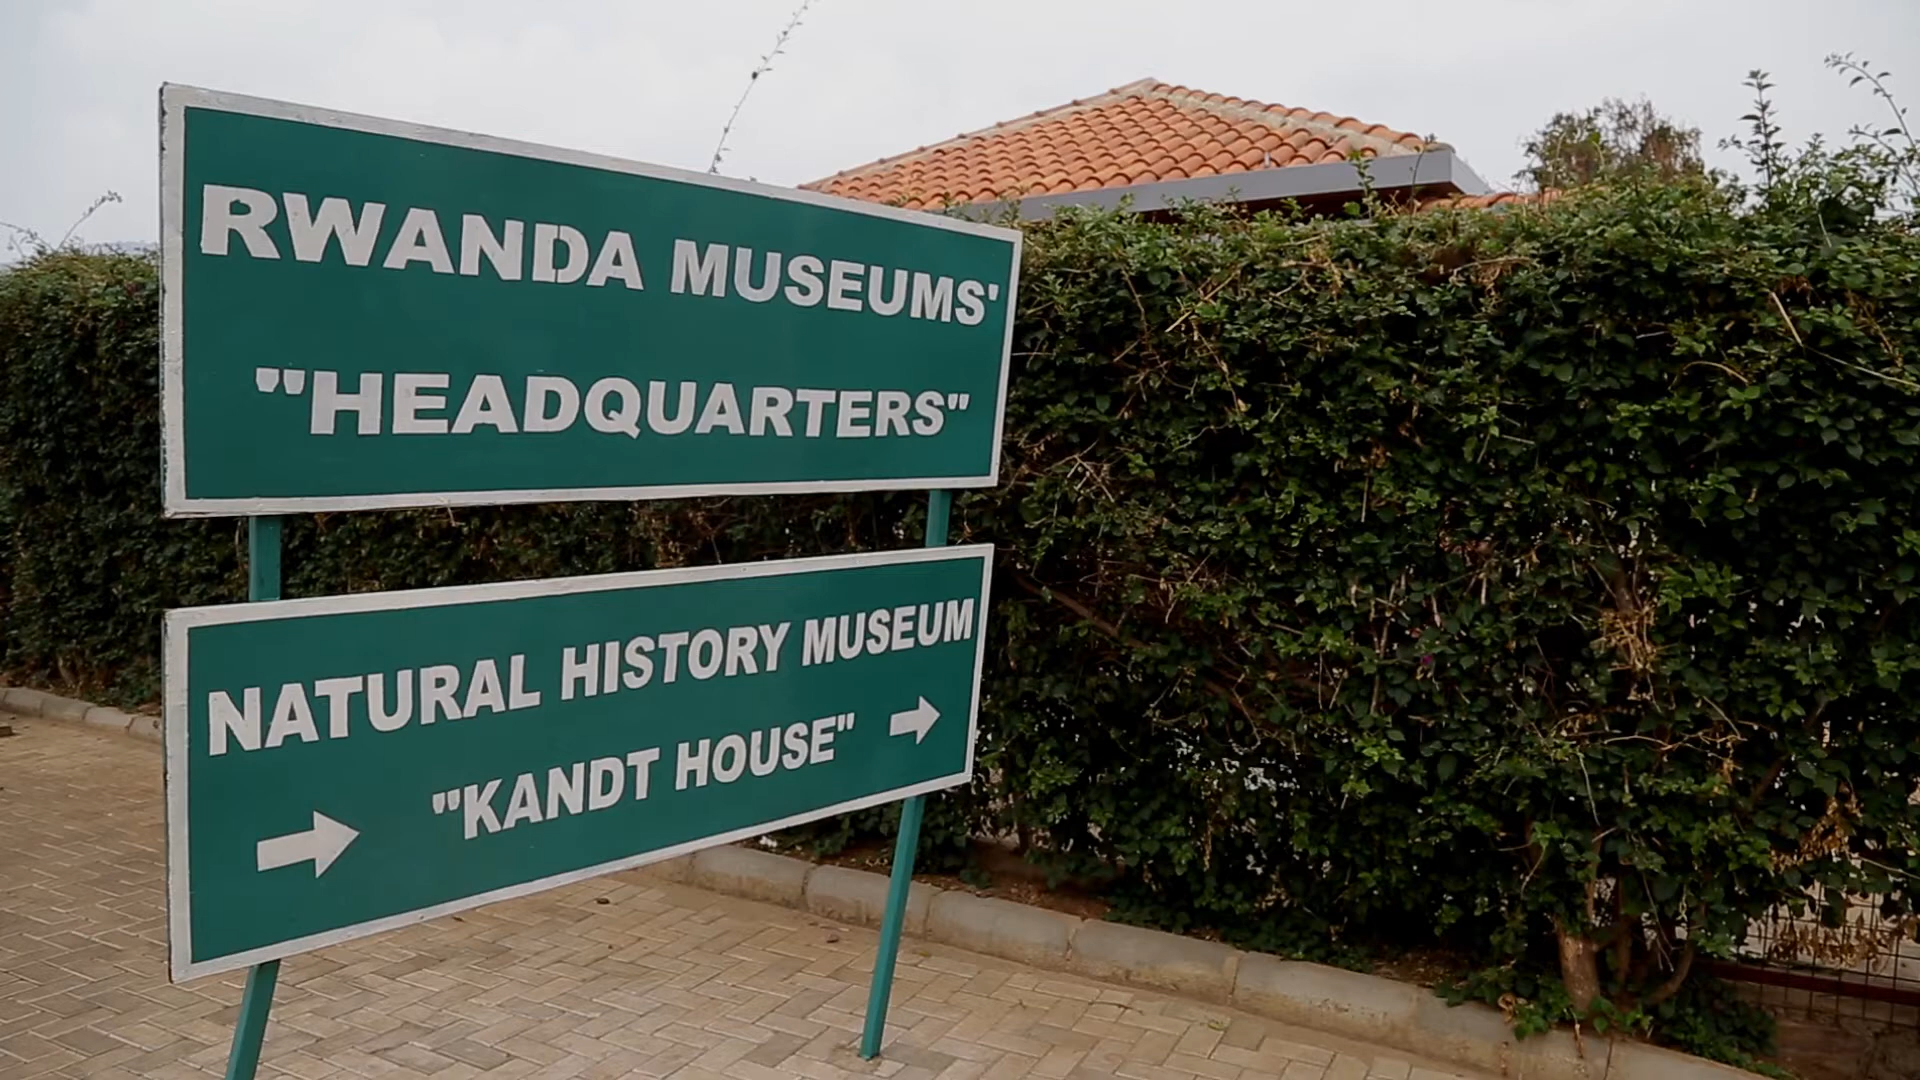 RWANDA MUSEUMS'
"HEADQUARTERS"
NATURAL HISTORY MUSEUM
"KANDT HOUSE"